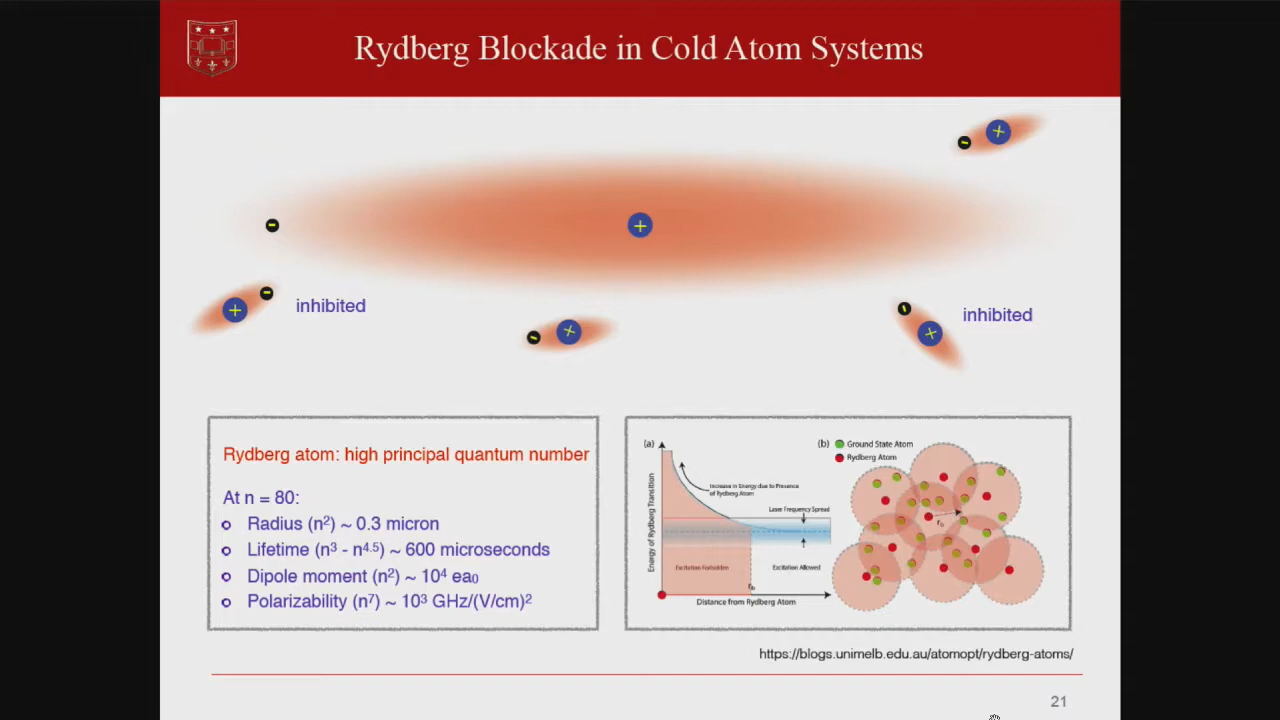 Rydberg Blockade in Cold Atom Systems
inhibited
inhibited
Rydberg atom: high principal quantum number
At n = 80:
Radius (n²) ~ 0.3 micron
Lifetime (n³ - n⁴·⁵) ~ 600 microseconds
Dipole moment (n²) ~ 10⁴ ea₀
Polarizability (n⁷) ~ 10³ GHz/(V/cm)²
(a)
Energy of Rydberg Transition
Increase in Energy due to Presence
of Rydberg Atom
Laser Frequency Spread
Excitation Forbidden
Excitation Allowed
r_b
Distance from Rydberg Atom
(b)
Ground State Atom
Rydberg Atom
r_b
https://blogs.unimelb.edu.au/atomopt/rydberg-atoms/
21